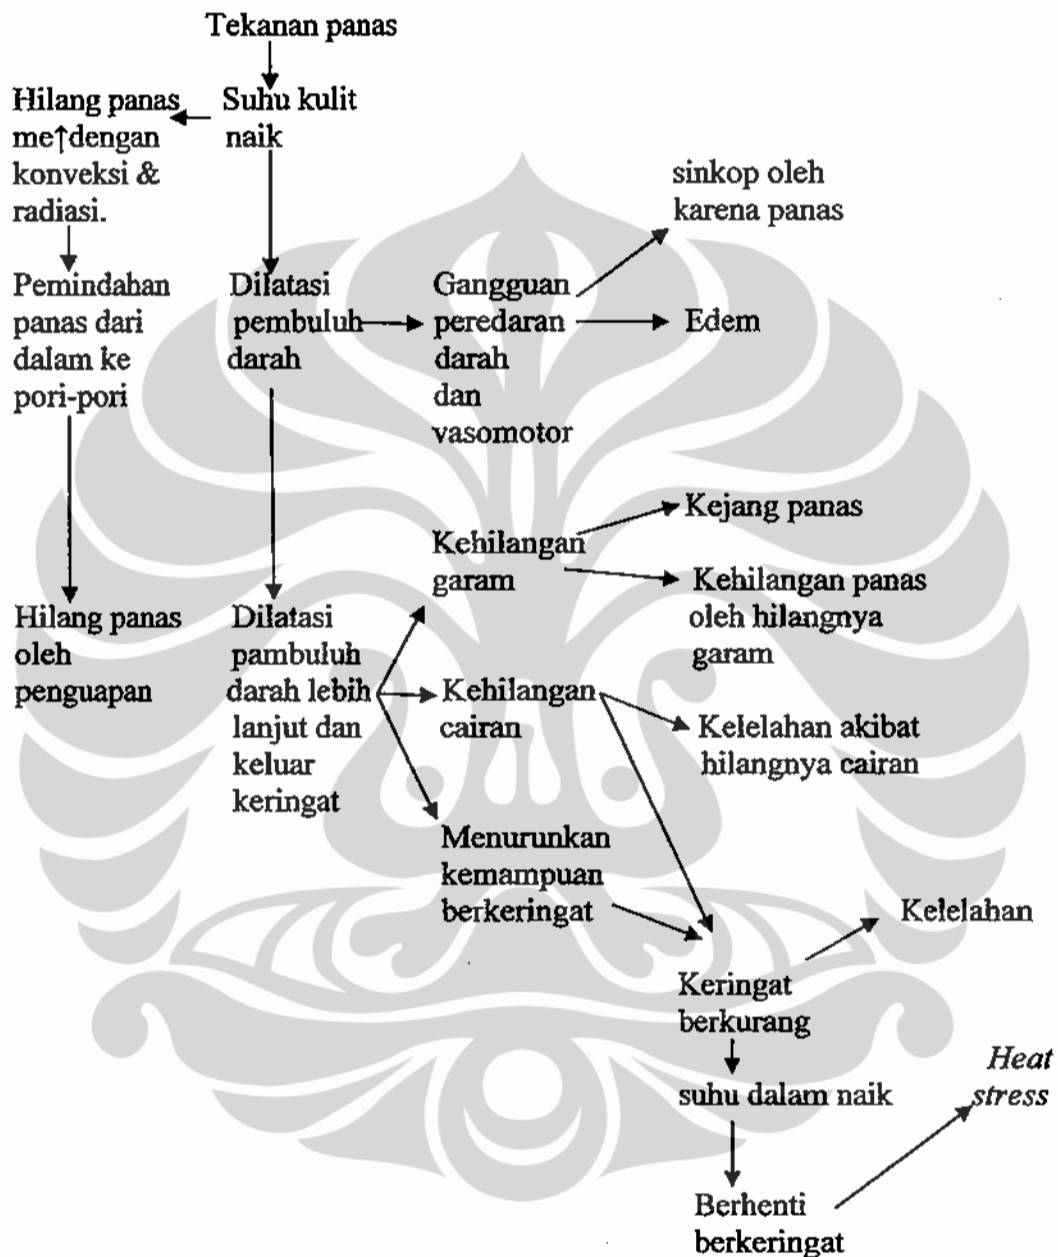 Tekanan panas
Hilang panas
me↑dengan
konveksi &
radiasi.
Suhu kulit
naik
sinkop oleh
karena panas
Pemindahan
panas dari
dalam ke
pori-pori
Dilatasi
pembuluh
darah
Gangguan
peredaran
darah
dan
vasomotor
Edem
Kejang panas
Kehilangan
garam
Kehilangan panas
oleh hilangnya
garam
Hilang panas
oleh
penguapan
Dilatasi
pambuluh
darah lebih
lanjut dan
keluar
keringat
Kehilangan
cairan
Kelelahan akibat
hilangnya cairan
Menurunkan
kemampuan
berkeringat
Kelelahan
Keringat
berkurang
Heat
stress
suhu dalam naik
Berhenti
berkeringat